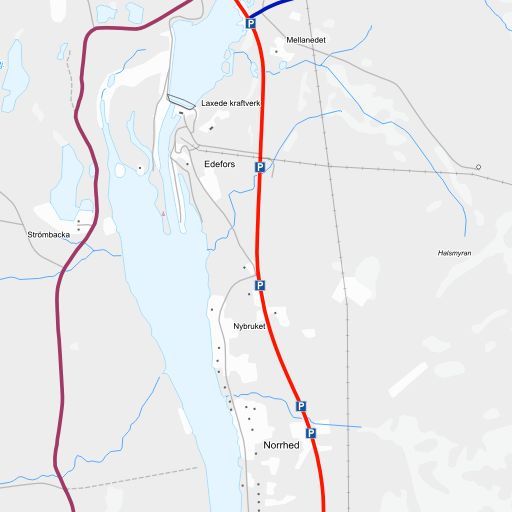 P
Mellanedet
Laxede kraftverk
Edefors
P
Strömbacka
Halsmyran
P
Nybruket
P
P
Norrhed